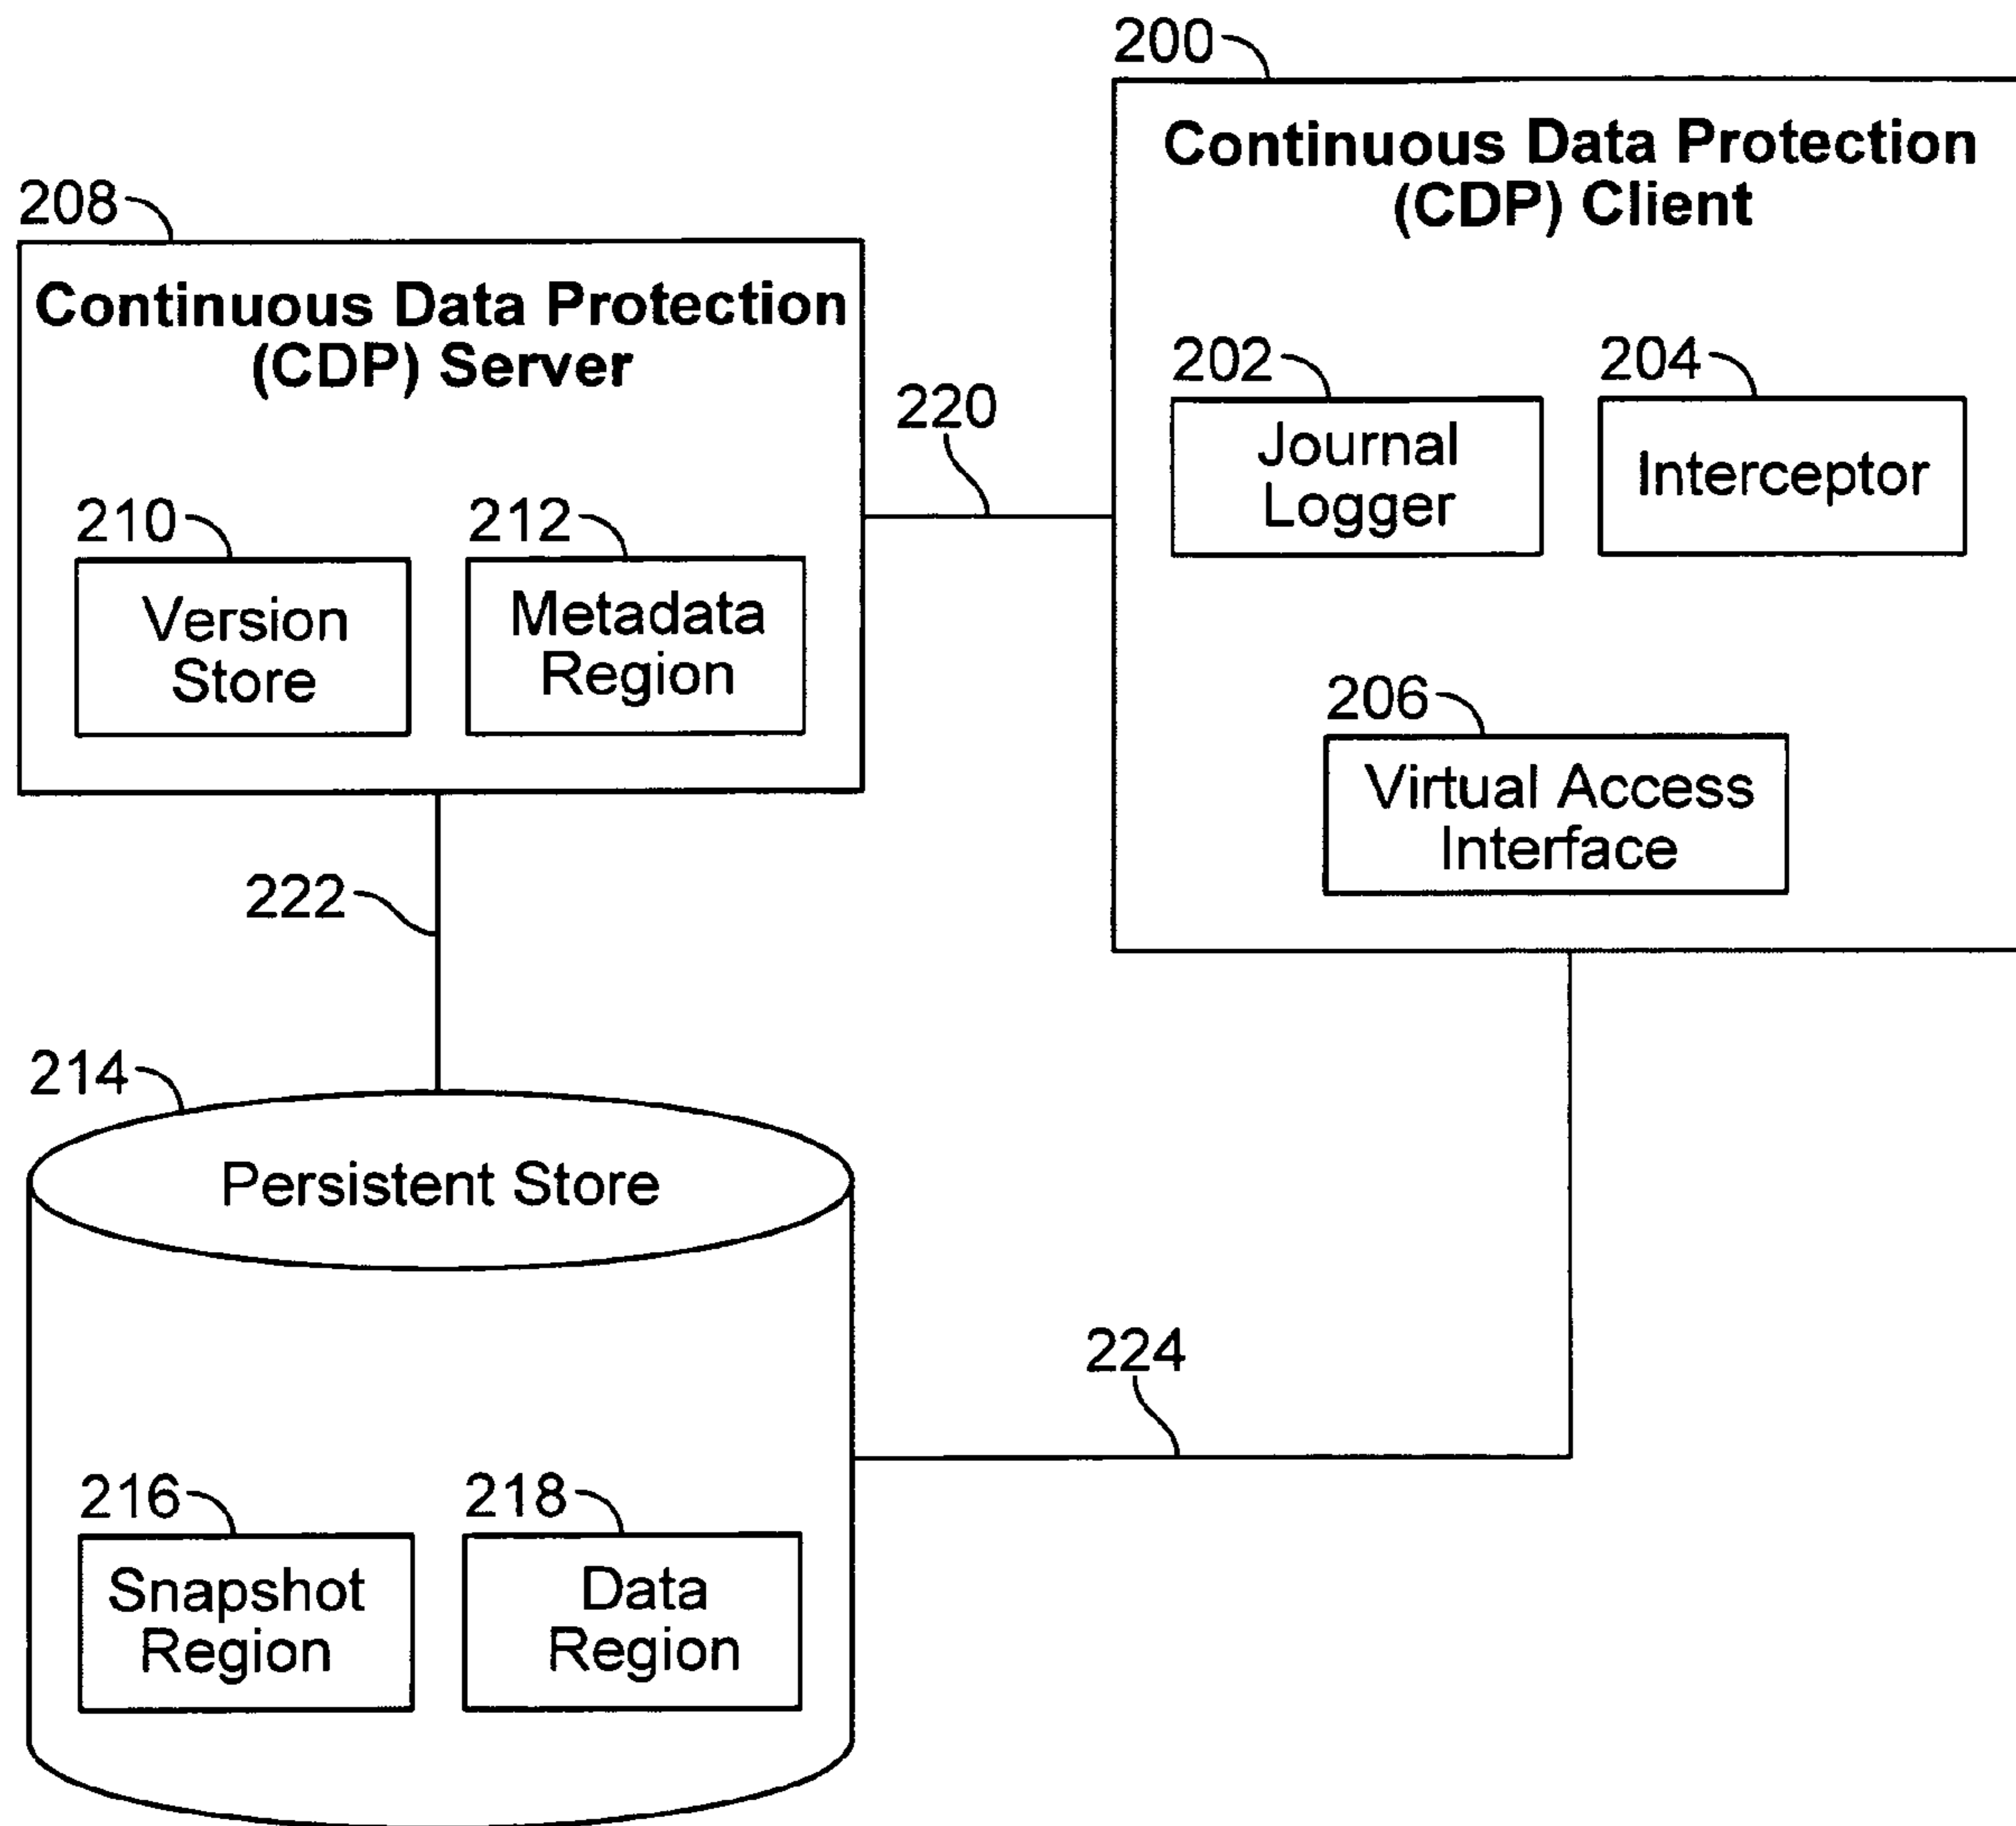 200
Continuous Data Protection
(CDP) Client
208
Continuous Data Protection
(CDP) Server
202
204
220
Journal
Logger
Interceptor
210
212
Version
Store
Metadata
Region
206
Virtual Access
Interface
222
214
Persistent Store
224
216
218
Snapshot
Region
Data
Region